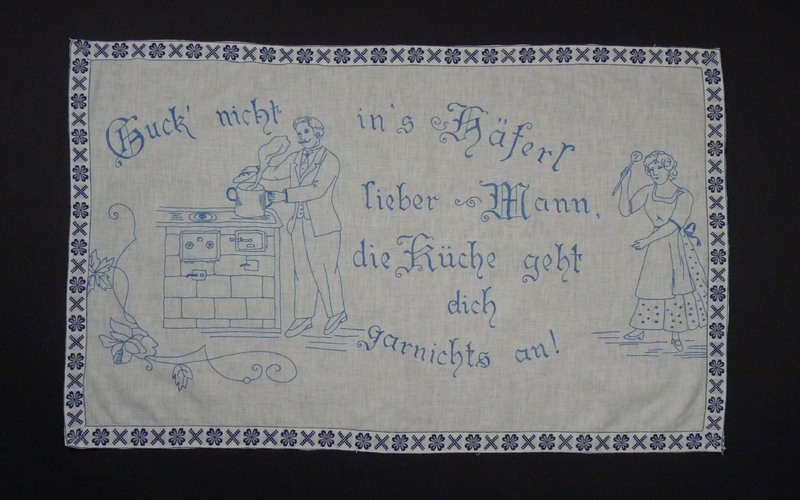 Guck' nicht in's Häferl
lieber Mann,
die Küche geht
dich
garnichts an!